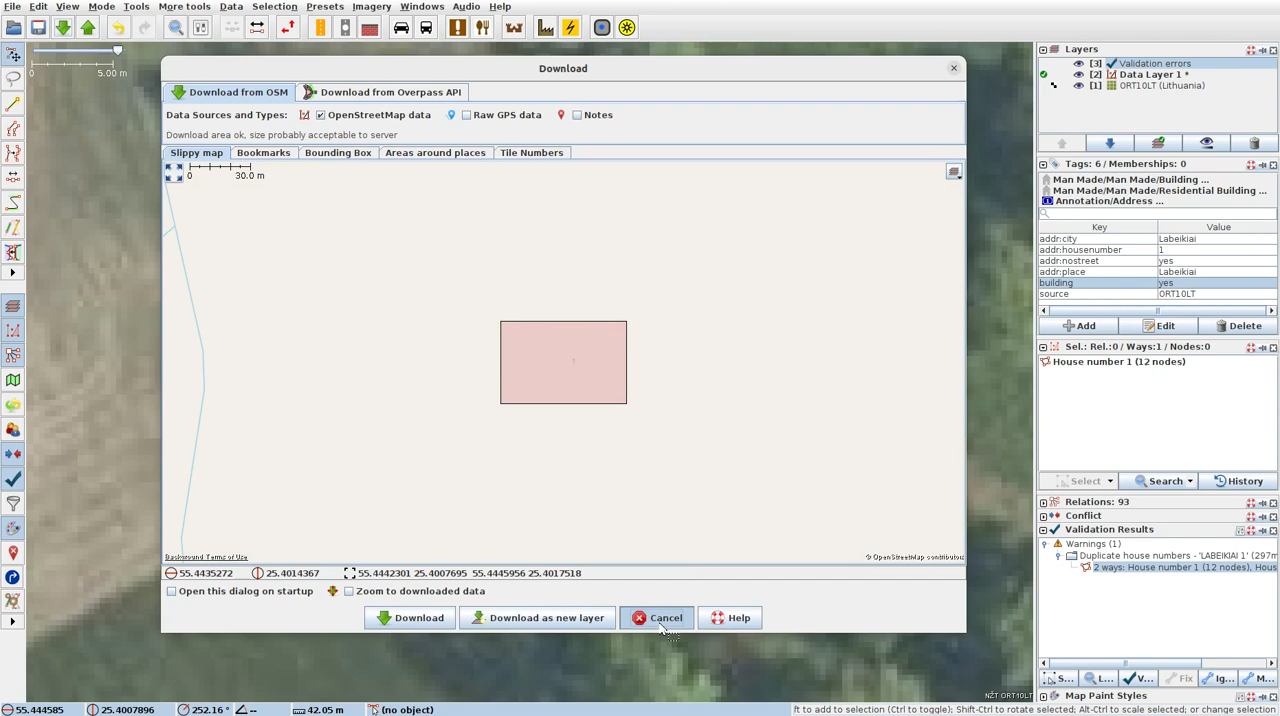 File Edit View Mode Tools More tools Data Selection Presets Imagery Windows Audio Help
0 5.00 m
Download
Download from OSM Download from Overpass API
Data Sources and Types: OpenStreetMap data Raw GPS data Notes
Download area ok, size probably acceptable to server
Slippy map Bookmarks Bounding Box Areas around places Tile Numbers
0 30.0 m
Background Terms of Use © OpenStreetMap contributors
55.4435272 25.4014367 55.4442301 25.4007695 55.4445956 25.4017518
Open this dialog on startup Zoom to downloaded data
Download Download as new layer Cancel Help
NŽT ORT10LT
Layers
[3] Validation errors
[2] Data Layer 1 *
[1] ORT10LT (Lithuania)
Tags: 6 / Memberships: 0
Man Made/Man Made/Building ...
Man Made/Man Made/Residential Building ...
Annotation/Address ...
Key Value
addr:city Labeikiai
addr:housenumber 1
addr:nostreet yes
addr:place Labeikiai
building yes
source ORT10LT
Add Edit Delete
Sel.: Rel.:0 / Ways:1 / Nodes:0
House number 1 (12 nodes)
Select Search History
Relations: 93
Conflict
Validation Results
Warnings (1)
Duplicate house numbers - 'LABEIKIAI 1' (297m
2 ways: House number 1 (12 nodes), Hous
S... L... V... Fix Ig... M...
Map Paint Styles
55.444585 25.4007896 252.16 ° -- 42.05 m (no object) ft to add to selection (Ctrl to toggle); Shift-Ctrl to rotate selected; Alt-Ctrl to scale selected; or change selection